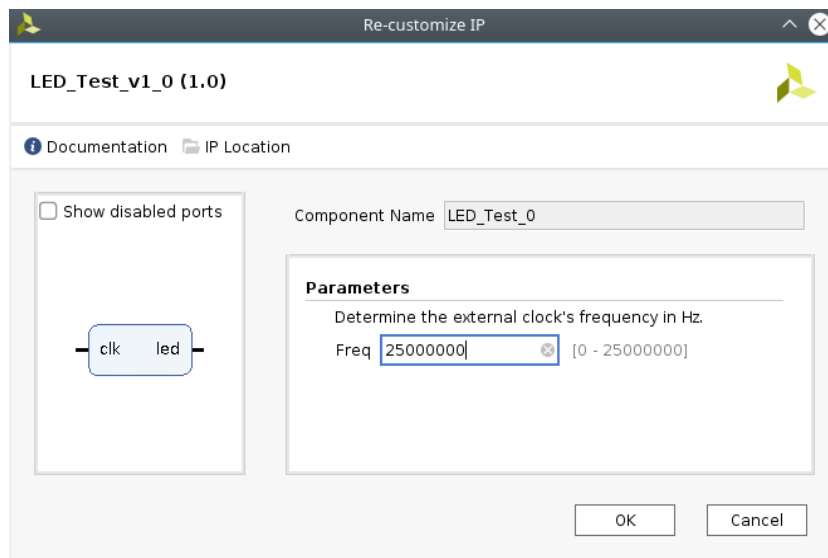 Re-customize IP
LED_Test_v1_0 (1.0)
Documentation IP Location
Show disabled ports
clk led
Component Name LED_Test_0
Parameters
Determine the external clock's frequency in Hz.
Freq 25000000 [0 - 25000000]
OK Cancel